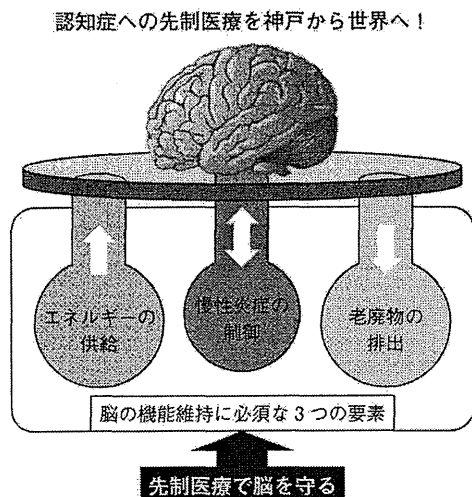 認知症への先制医療を神戸から世界へ！
エネルギーの
供給
慢性炎症の
制御
老廃物の
排出
脳の機能維持に必須な3つの要素
先制医療で脳を守る